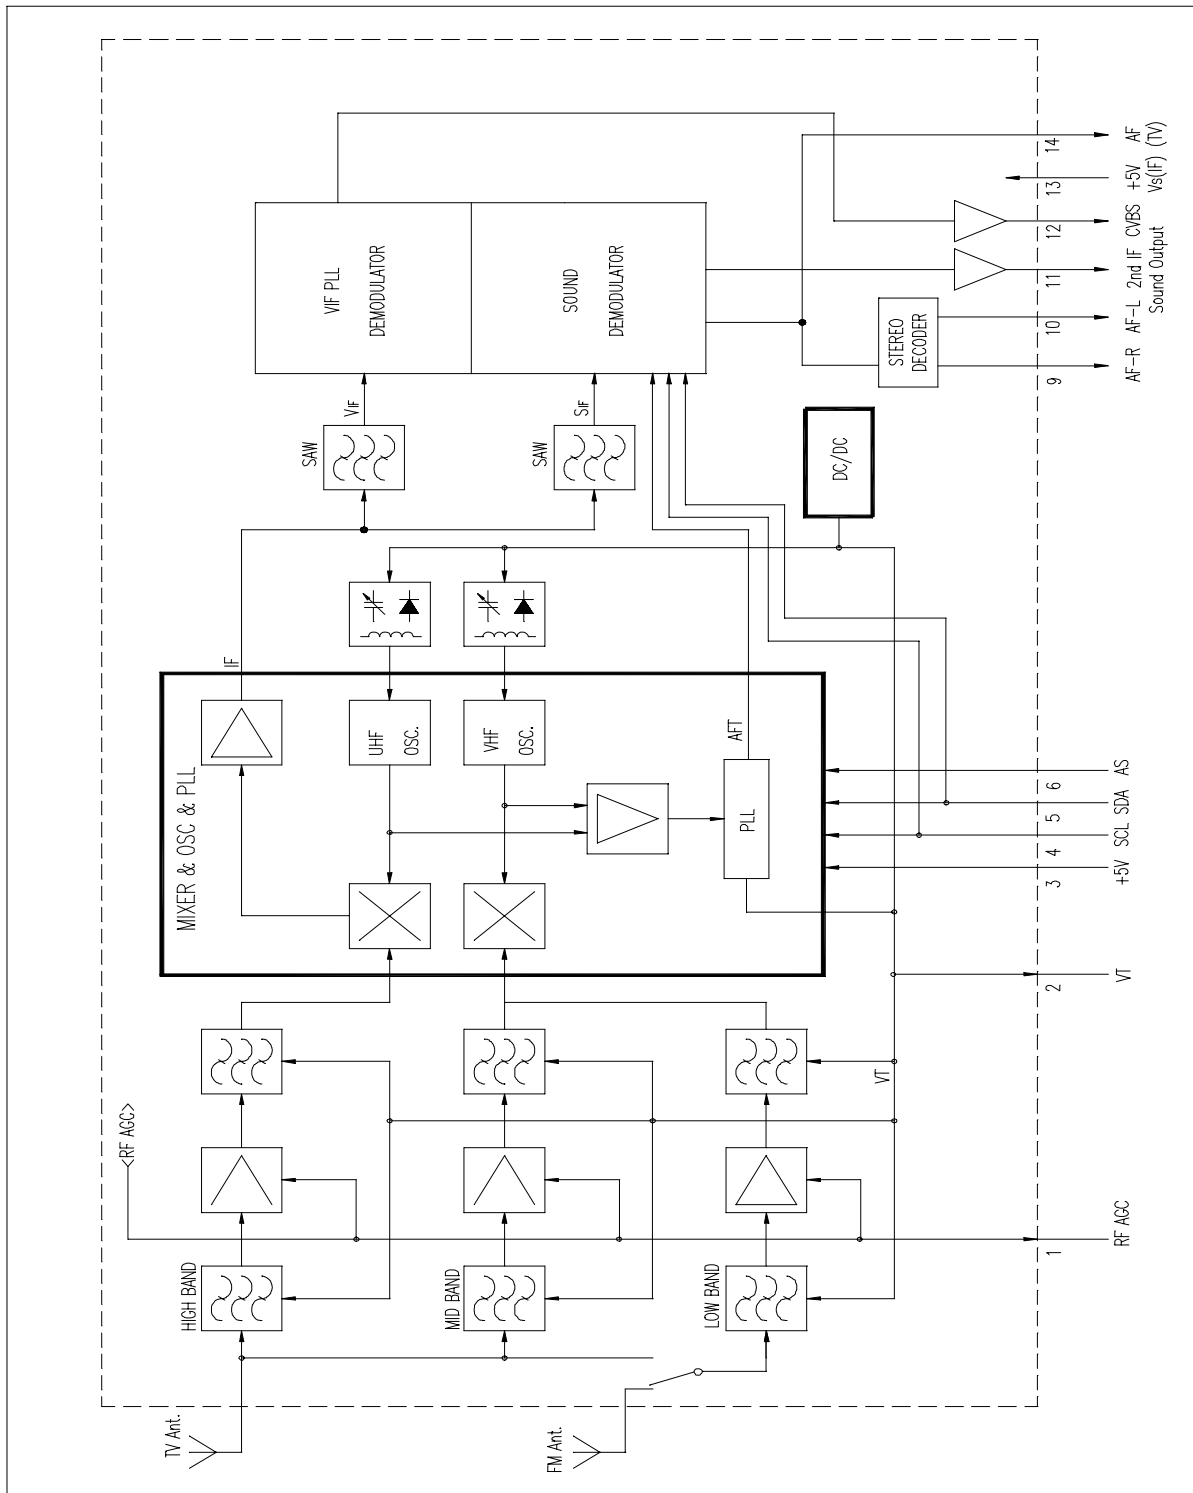 TV Ant.
FM Ant.
HIGH BAND
MID BAND
LOW BAND
<RF AGC>
VT
MIXER & OSC & PLL
IF
UHF
OSC.
VHF
OSC.
PLL
AFT
SAW
VIF
SAW
SIF
VIF PLL
DEMODULATOR
SOUND
DEMODULATOR
DC/DC
STEREO
DECODER
1
RF AGC
2
VT
3
+5V
4
SCL
5
SDA
6
AS
9
AF-R
10
AF-L
11
2nd IF
Sound Output
12
CVBS
13
+5V
Vs(IF)
14
AF
(TV)